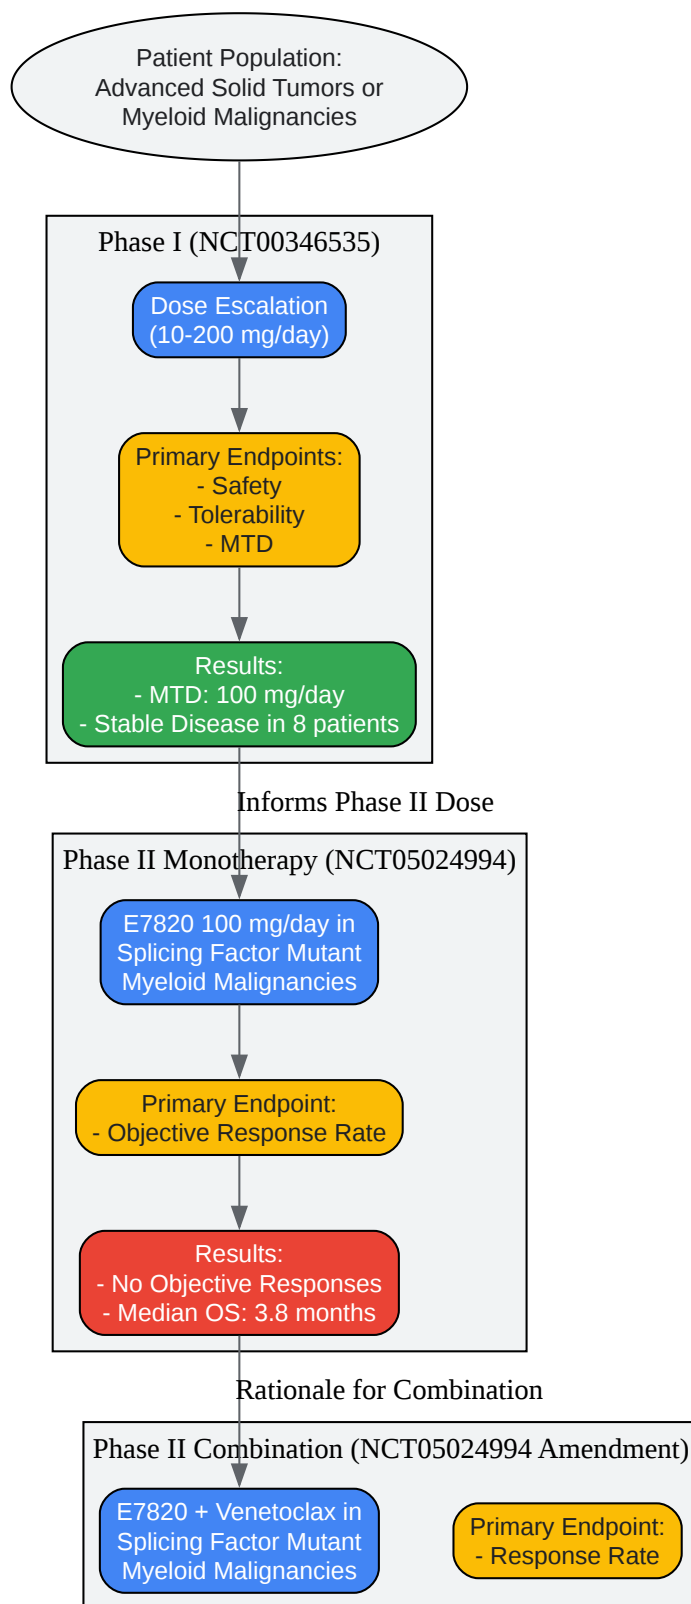 Patient Population:
Advanced Solid Tumors or
Myeloid Malignancies
Phase I (NCT00346535)
Dose Escalation
(10-200 mg/day)
Primary Endpoints:
- Safety
- Tolerability
- MTD
Results:
- MTD: 100 mg/day
- Stable Disease in 8 patients
Informs Phase II Dose
Phase II Monotherapy (NCT05024994)
E7820 100 mg/day in
Splicing Factor Mutant
Myeloid Malignancies
Primary Endpoint:
- Objective Response Rate
Results:
- No Objective Responses
- Median OS: 3.8 months
Rationale for Combination
Phase II Combination (NCT05024994 Amendment)
E7820 + Venetoclax in
Splicing Factor Mutant
Myeloid Malignancies
Primary Endpoint:
- Response Rate